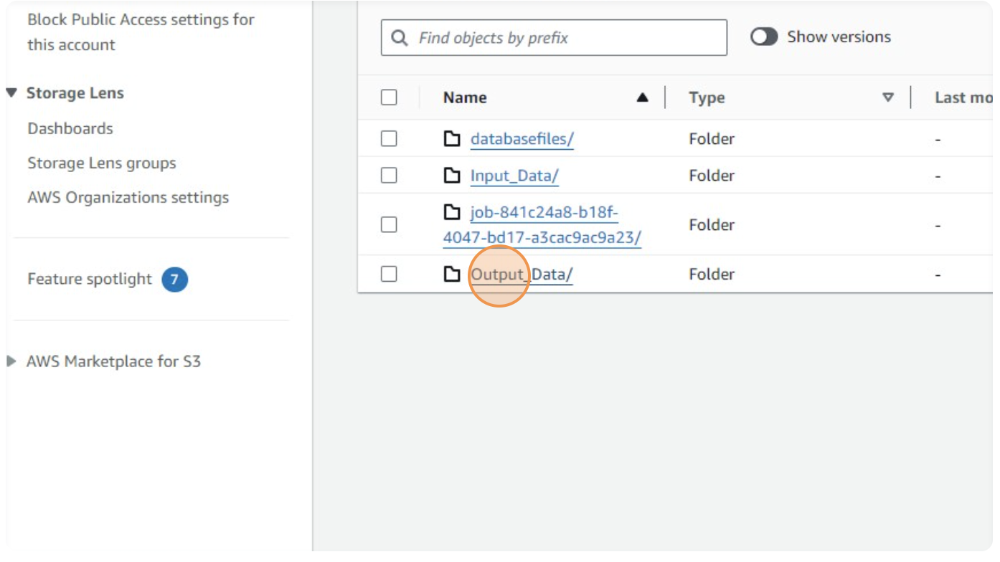 Block Public Access settings for
this account
Storage Lens
Dashboards
Storage Lens groups
AWS Organizations settings
Feature spotlight 7
AWS Marketplace for S3
Find objects by prefix
Show versions
Name Type Last mo
databasefiles/ Folder -
Input_Data/ Folder -
job-841c24a8-b18f-
4047-bd17-a3cac9ac9a23/ Folder -
Output_Data/ Folder -